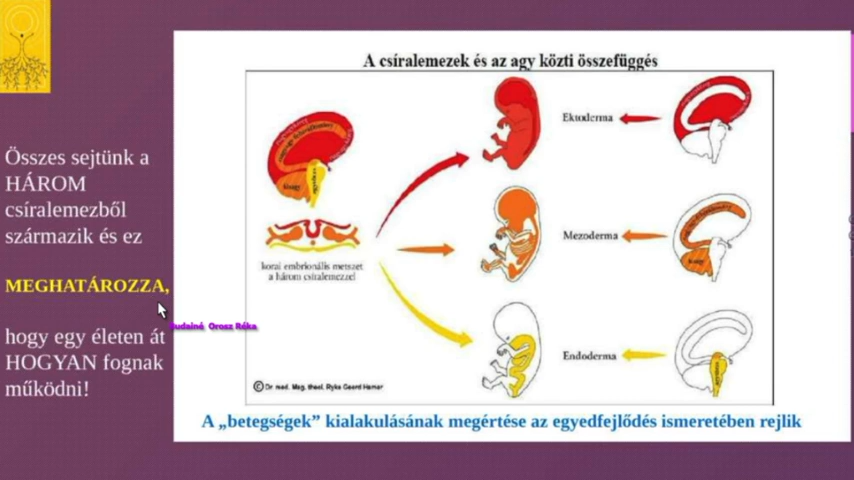 A csíralemezek és az agy közti összefüggés
Összes sejtünk a
HÁROM
csíralemezből
származik és ez
MEGHATÁROZZA,
hogy egy életen át
HOGYAN fognak
működni!
Orosz Réka
korai embrionális metszet
a három csíralemezzel
Ektoderma
Mezoderma
Endoderma
© Dr med. Mag. theol. Ryke Geerd Hamer
A „betegségek” kialakulásának megértése az egyedfejlődés ismeretében rejlik